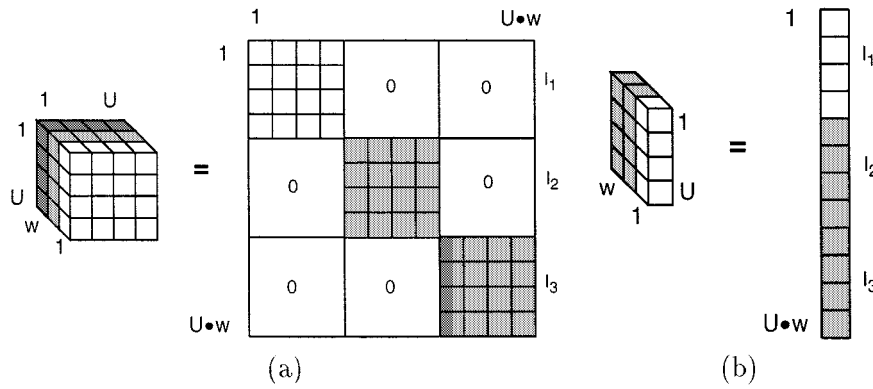 1 U•w
1
0 0 I₁
1 U
1
= 0 0 I₂
U
w
1
0 0 I₃
U•w
(a)
1
I₁
1
= I₂
w U
1
I₃
U•w
(b)